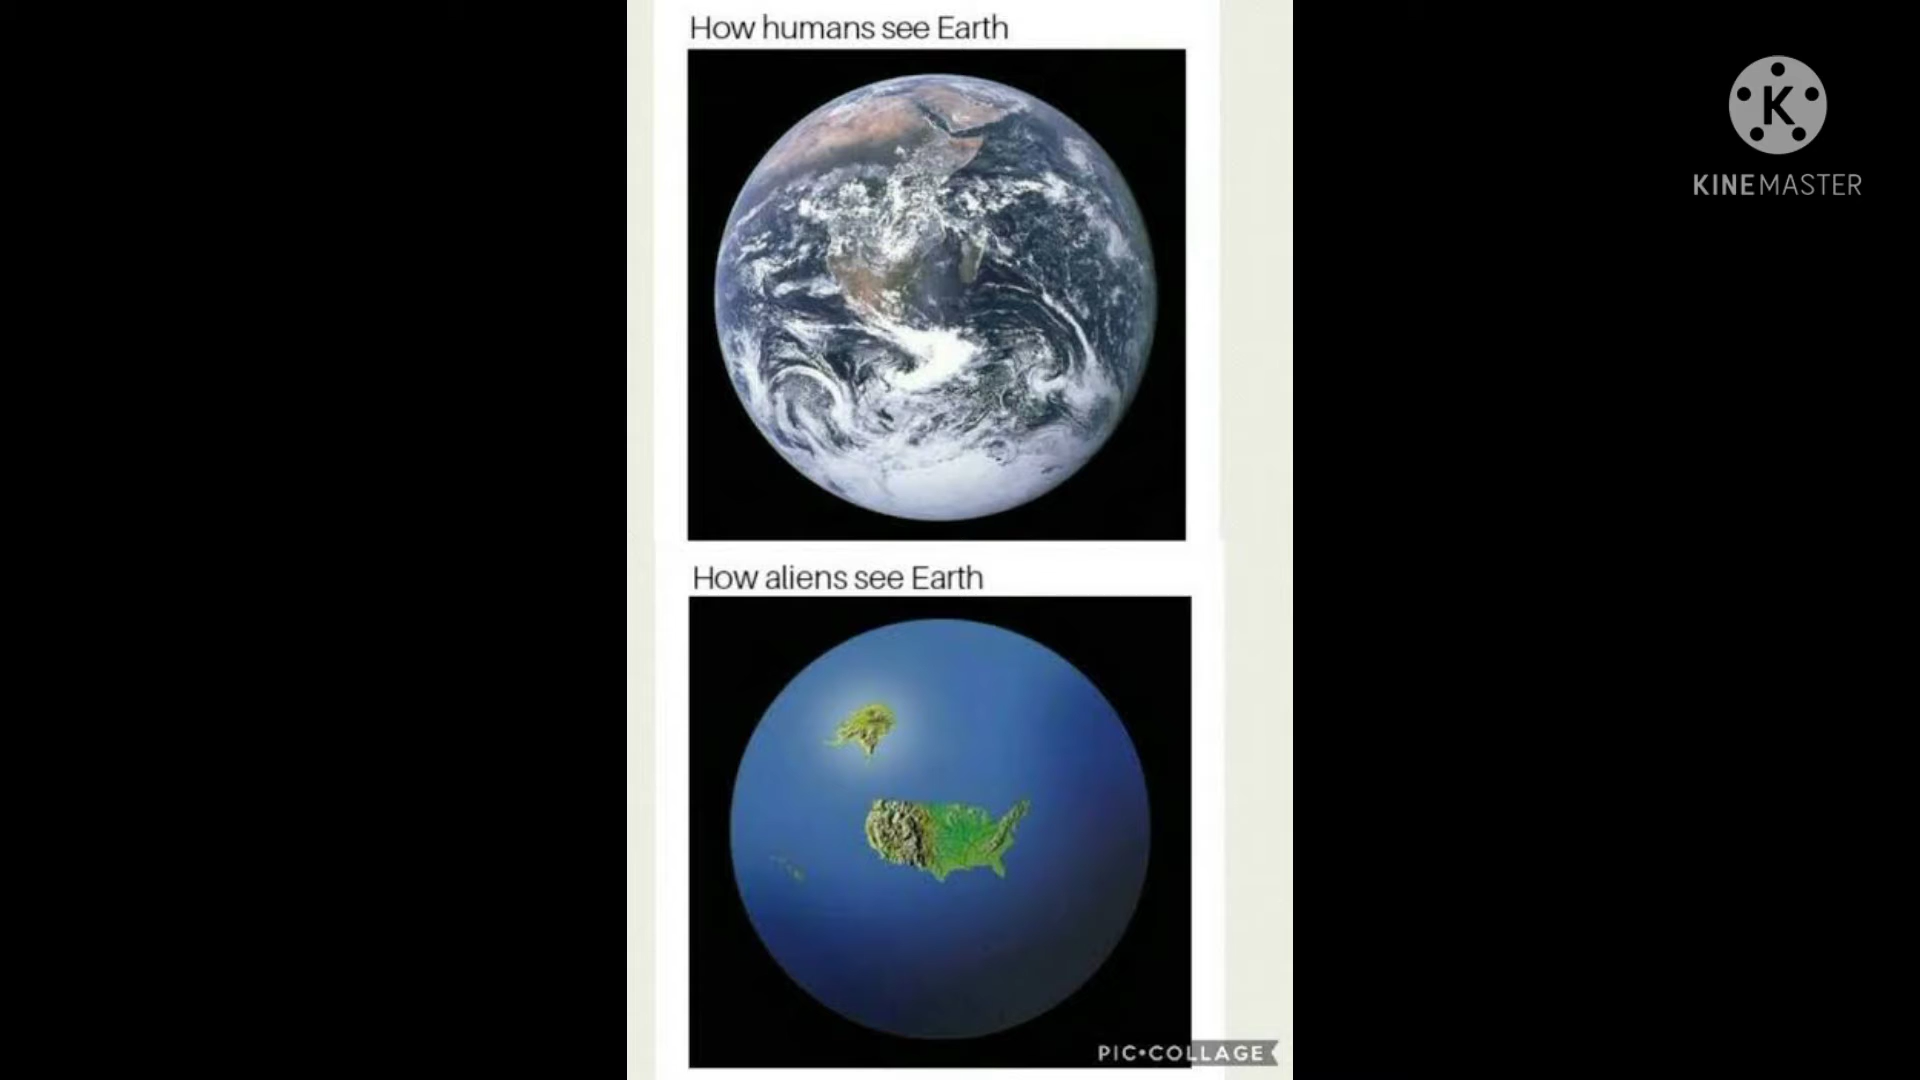 How humans see Earth
K
KINEMASTER
How aliens see Earth
PIC•COLLAGE